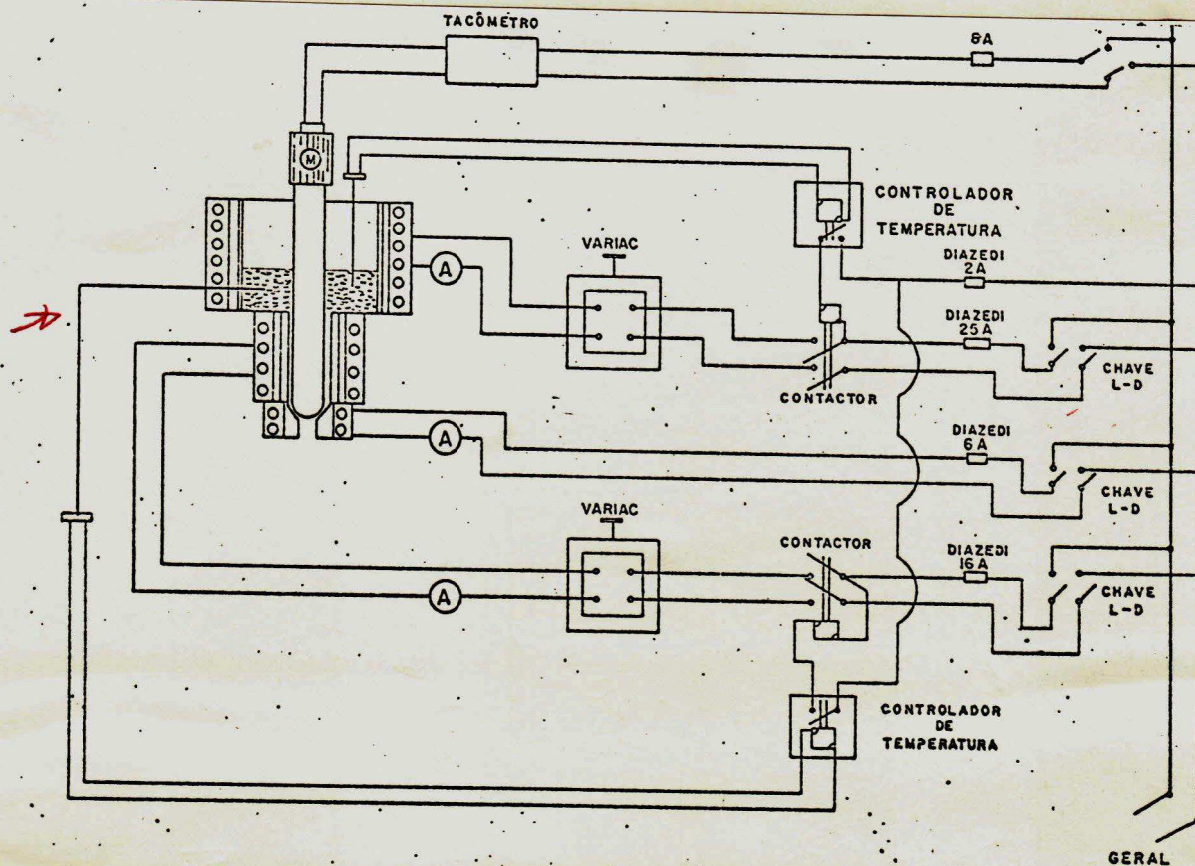 TACÔMETRO
8A
M
CONTROLADOR
DE
TEMPERATURA
VARIAC
DIAZEDI
2A
A
DIAZEDI
25A
CHAVE
L-D
CONTACTOR
DIAZEDI
6A
A
CHAVE
L-D
VARIAC
CONTACTOR
DIAZEDI
16A
A
CHAVE
L-D
CONTROLADOR
DE
TEMPERATURA
GERAL